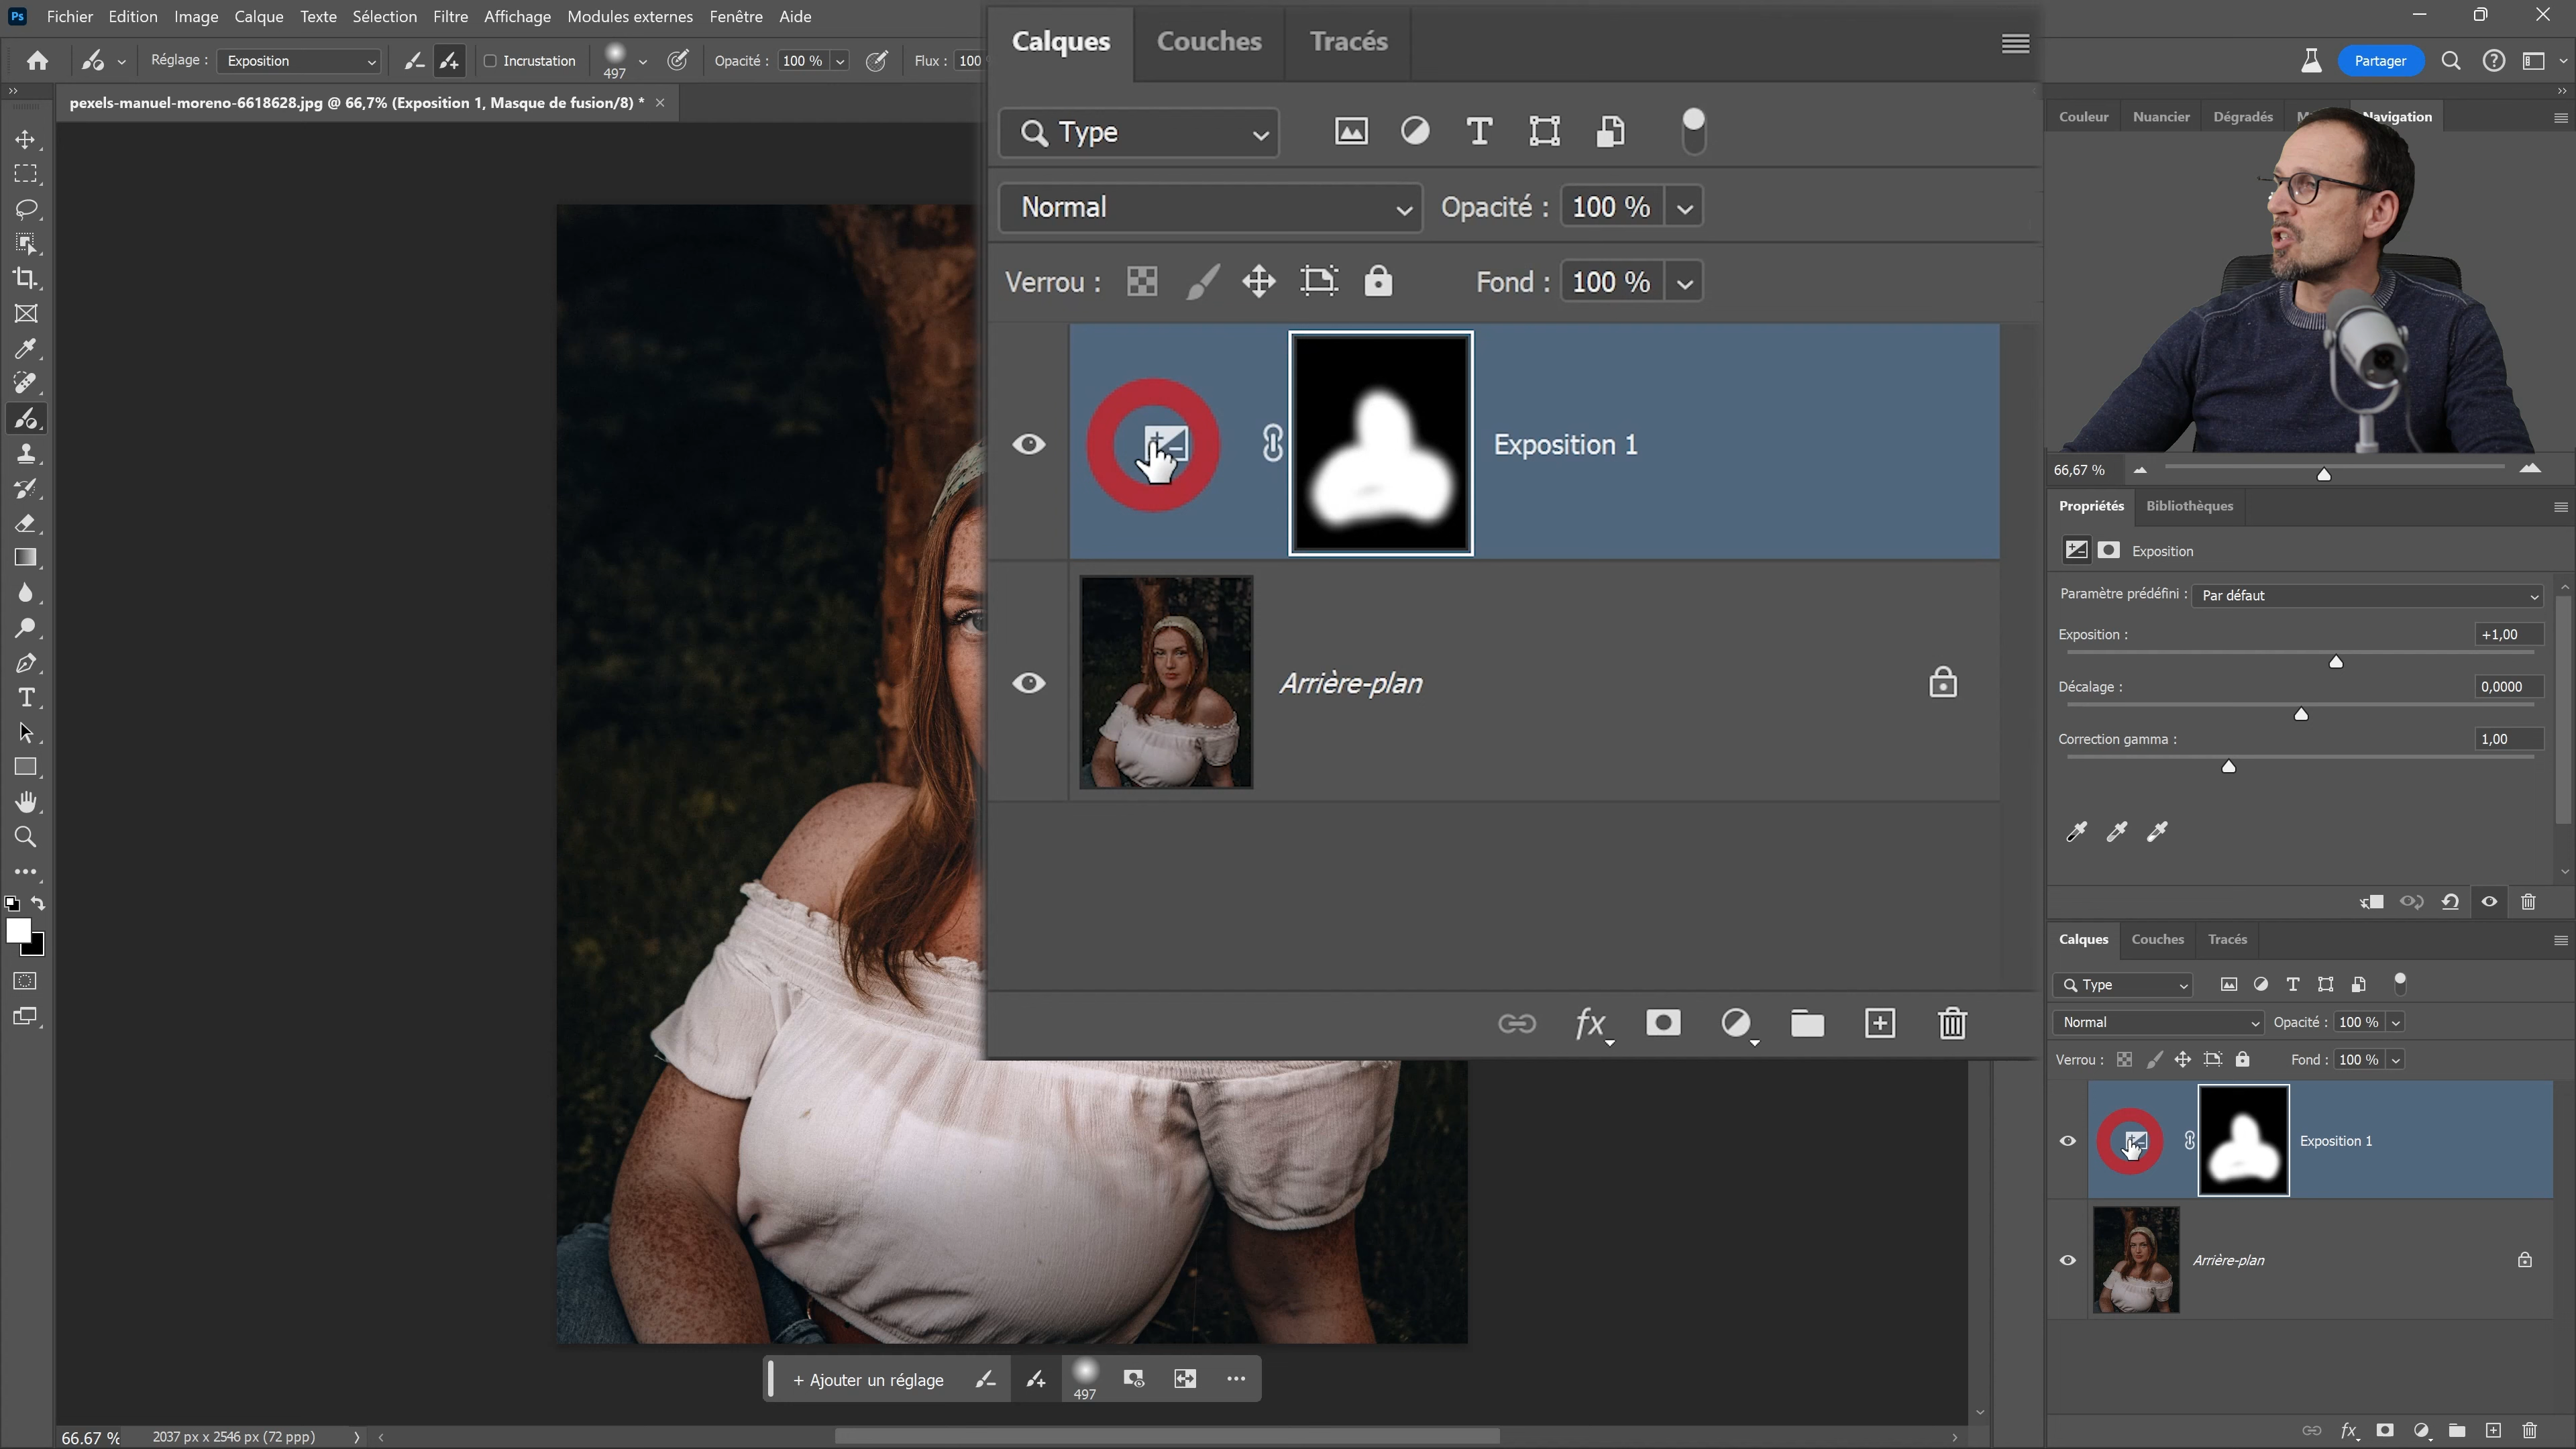 Ps Fichier Edition Image Calque Texte Sélection Filtre Affichage Modules externes Fenêtre Aide
Réglage : Exposition Incrustation 497 Opacité : 100 % Flux : 100
Partager
pexels-manuel-moreno-6618628.jpg @ 66,7% (Exposition 1, Masque de fusion/8) * ×
Calques Couches Tracés
Type
Normal Opacité : 100 %
Verrou : Fond : 100 %
Exposition 1
Arrière-plan
fx
Couleur Nuancier Dégradés Navigation
66,67 %
Propriétés Bibliothèques
Exposition
Paramètre prédéfini : Par défaut
Exposition : +1,00
Décalage : 0,0000
Correction gamma : 1,00
Calques Couches Tracés
Type
Normal Opacité : 100 %
Verrou : Fond : 100 %
Exposition 1
Arrière-plan
fx
+ Ajouter un réglage 497
66.67 % 2037 px x 2546 px (72 ppp)